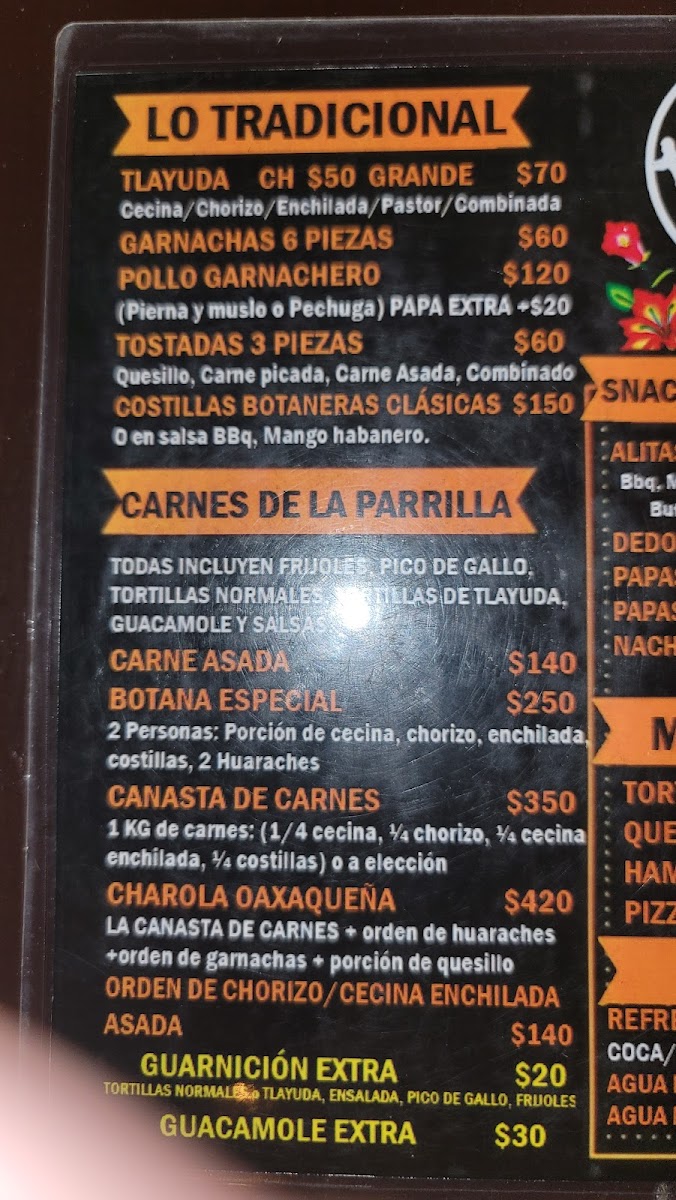 LO TRADICIONAL
TLAYUDA CH $50 GRANDE $70
Cecina/Chorizo/Enchilada/Pastor/Combinada
GARNACHAS 6 PIEZAS $60
POLLO GARNACHERO $120
(Pierna y muslo o Pechuga) PAPA EXTRA +$20
TOSTADAS 3 PIEZAS $60
Quesillo, Carne picada, Carne Asada, Combinado
COSTILLAS BOTANERAS CLÁSICAS $150
O en salsa BBq, Mango habanero.
CARNES DE LA PARRILLA
TODAS INCLUYEN FRIJOLES, PICO DE GALLO,
TORTILLAS NORMALES, TORTILLAS DE TLAYUDA,
GUACAMOLE Y SALSAS
CARNE ASADA $140
BOTANA ESPECIAL $250
2 Personas: Porción de cecina, chorizo, enchilada,
costillas, 2 Huaraches
CANASTA DE CARNES $350
1 KG de carnes: (1/4 cecina, ¼ chorizo, ¼ cecina
enchilada, ¼ costillas) o a elección
CHAROLA OAXAQUEÑA $420
LA CANASTA DE CARNES + orden de huaraches
+orden de garnachas + porción de quesillo
ORDEN DE CHORIZO/CECINA ENCHILADA
ASADA $140
GUARNICIÓN EXTRA $20
TORTILLAS NORMALES o TLAYUDA, ENSALADA, PICO DE GALLO, FRIJOLES
GUACAMOLE EXTRA $30
SNAC
ALITAS
Bbq, M
Bu
DEDO
PAPAS
PAPAS
NACH
M
TORT
QUE
HAM
PIZZ
REFRE
COCA/
AGUA
AGUA